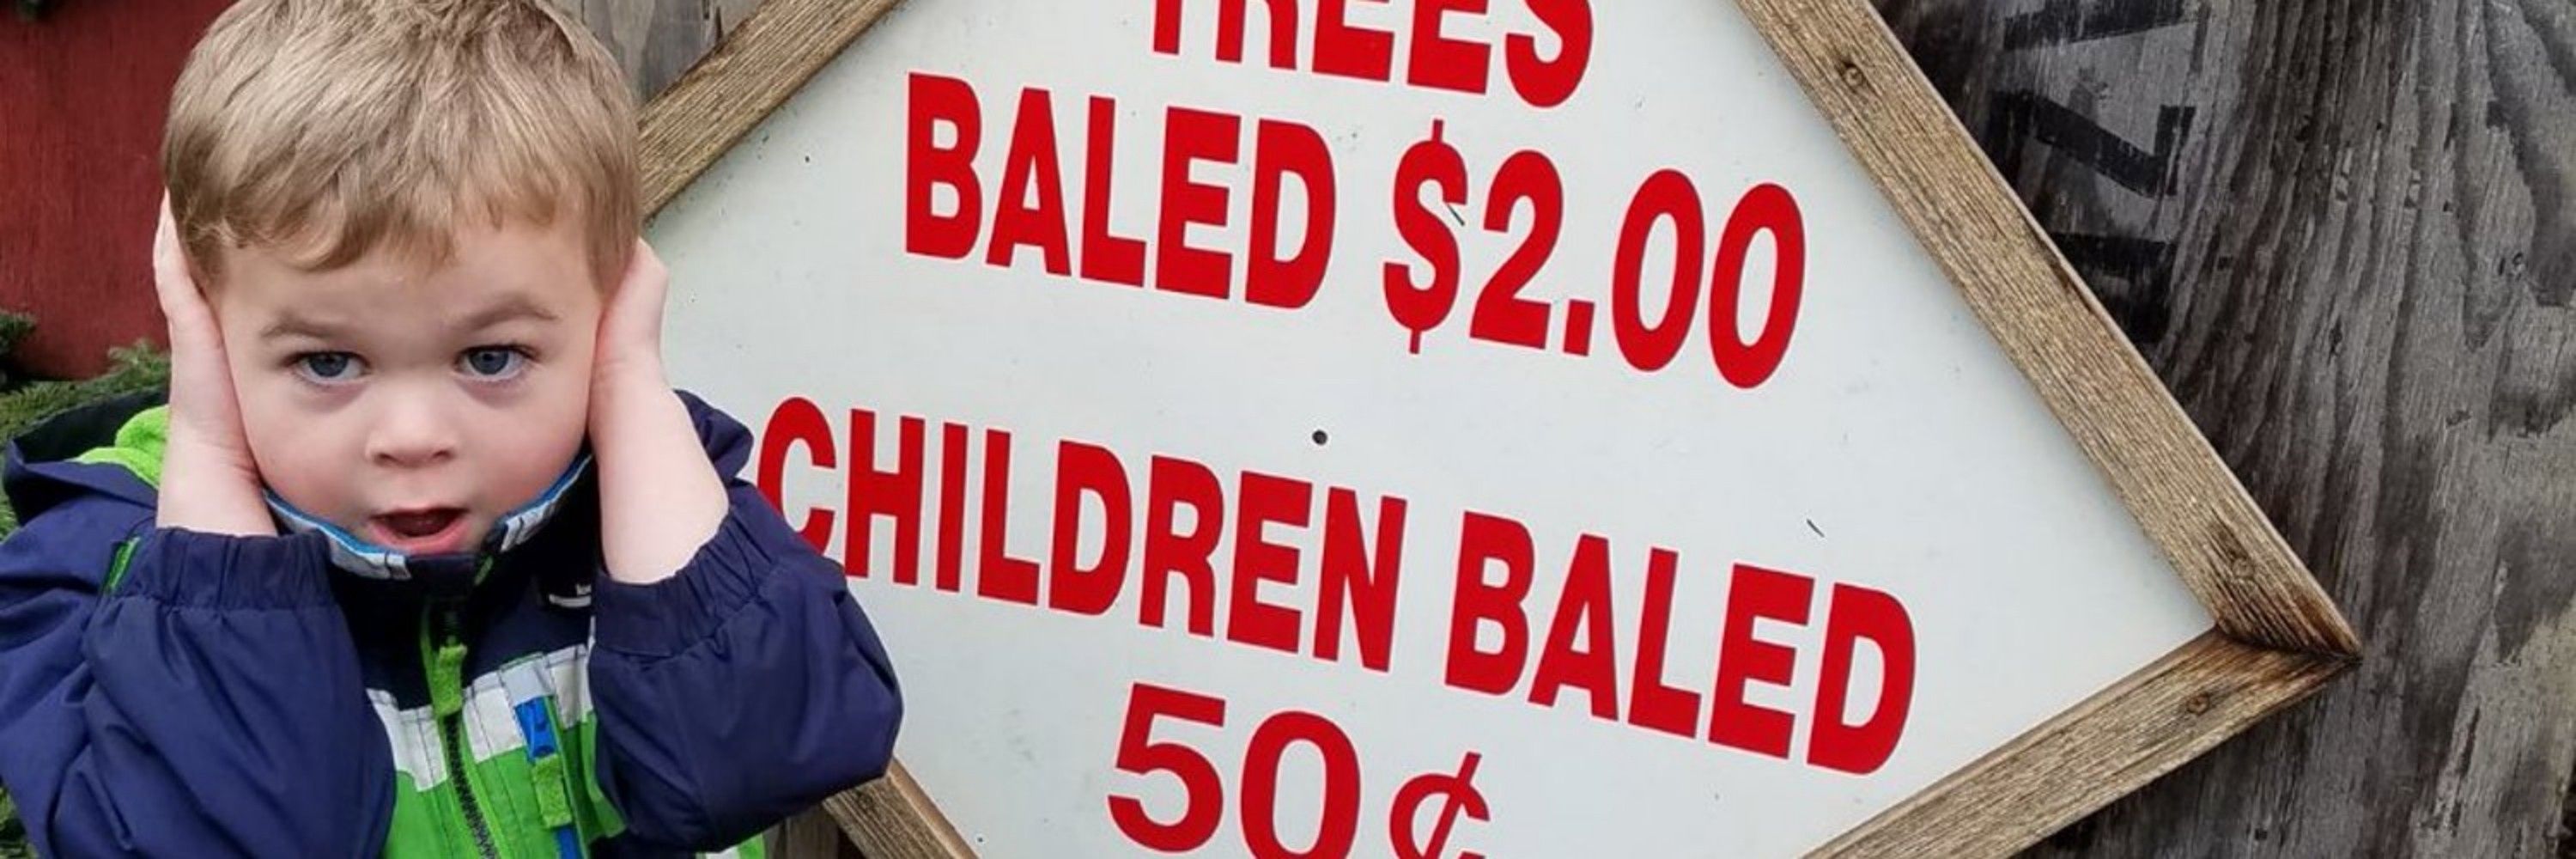 TREES
BALED $2.00
CHILDREN BALED
50¢